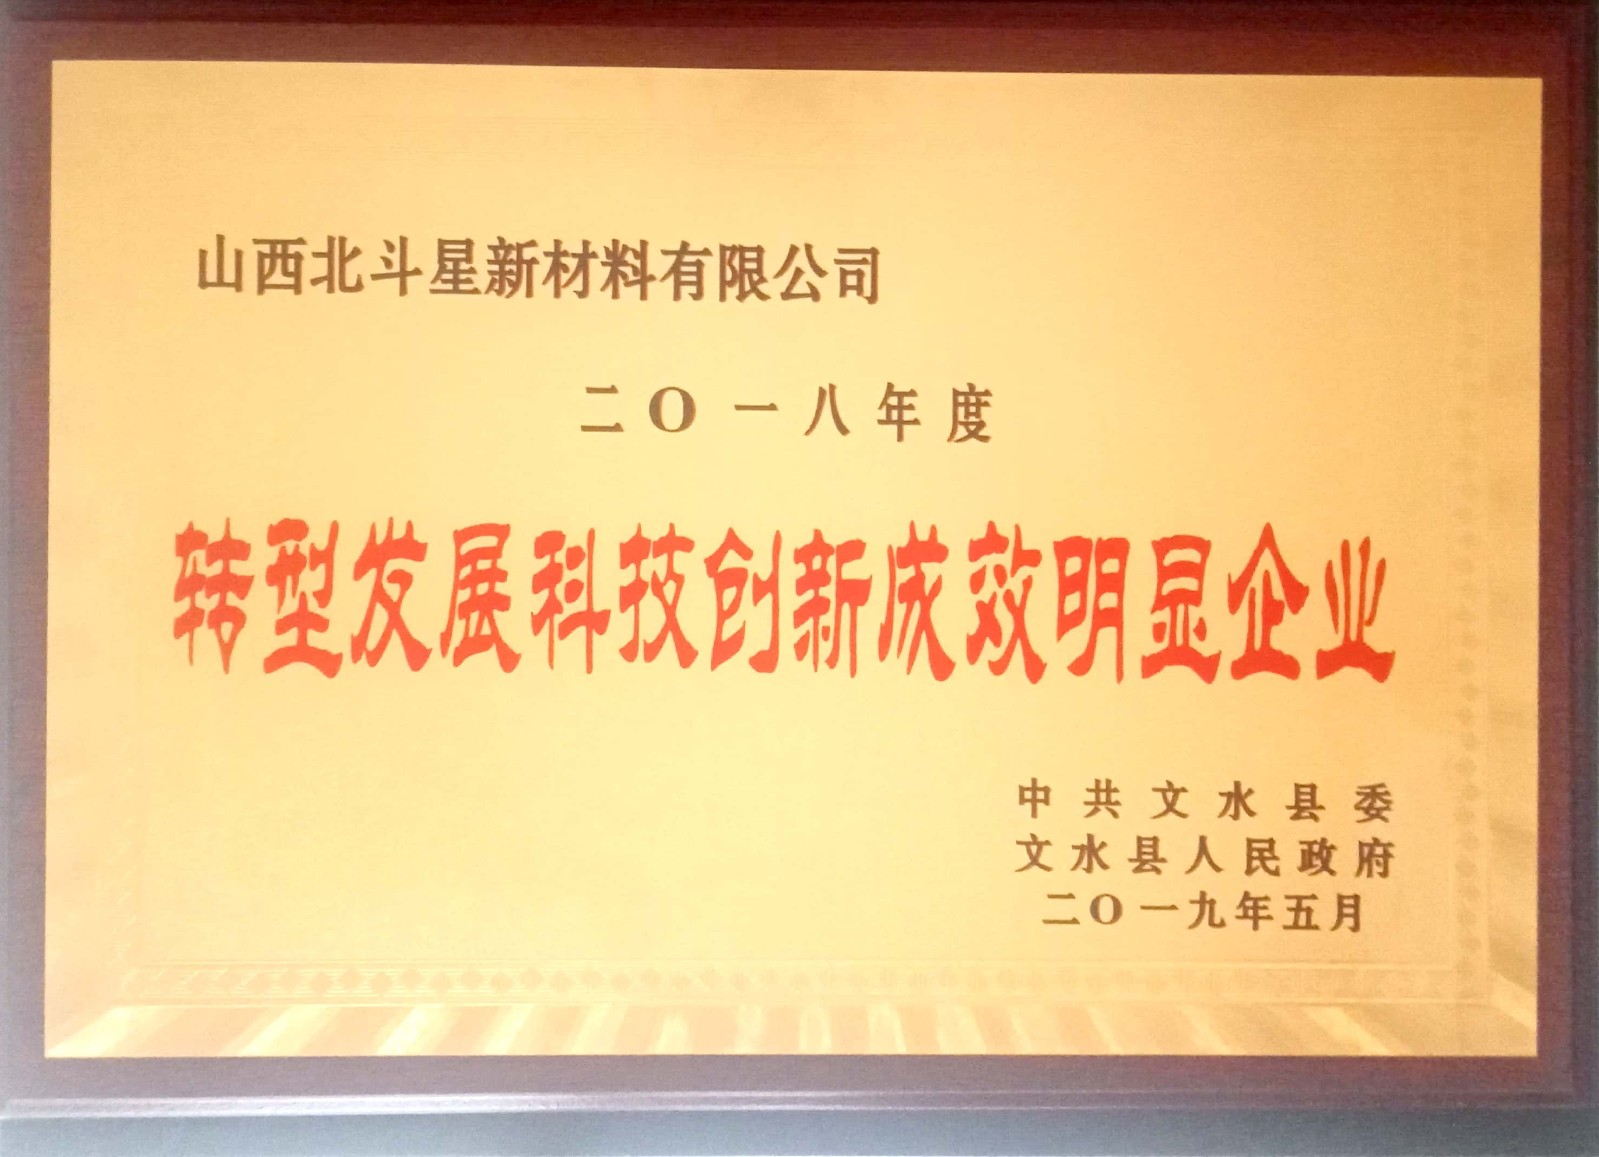 山西北斗星新材料有限公司
二O一八年度
转型发展科技创新成效明显企业
中共文水县委
文水县人民政府
二O一九年五月